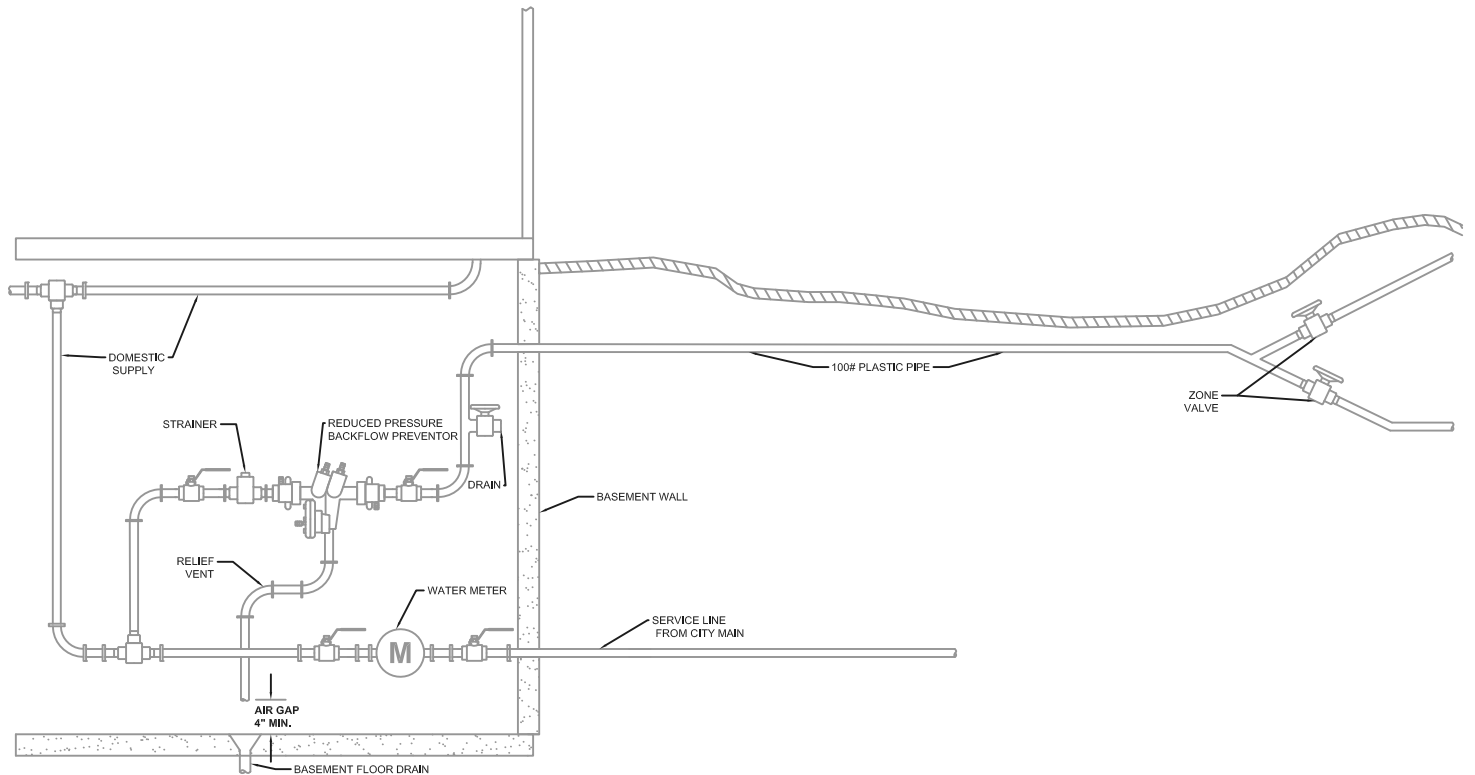 DOMESTIC
SUPPLY
100# PLASTIC PIPE
ZONE
VALVE
STRAINER
REDUCED PRESSURE
BACKFLOW PREVENTOR
DRAIN
BASEMENT WALL
RELIEF
VENT
WATER METER
M
SERVICE LINE
FROM CITY MAIN
AIR GAP
4" MIN.
BASEMENT FLOOR DRAIN